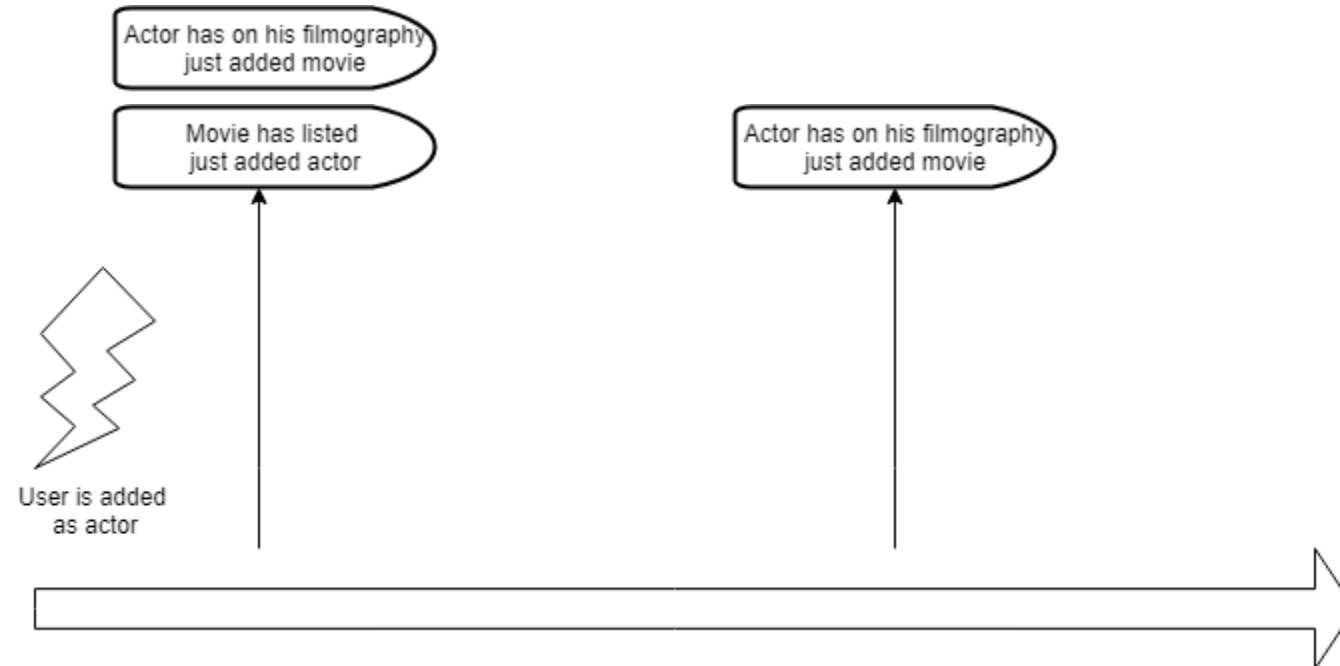 Actor has on his filmography
just added movie
Movie has listed
just added actor
Actor has on his filmography
just added movie
User is added
as actor